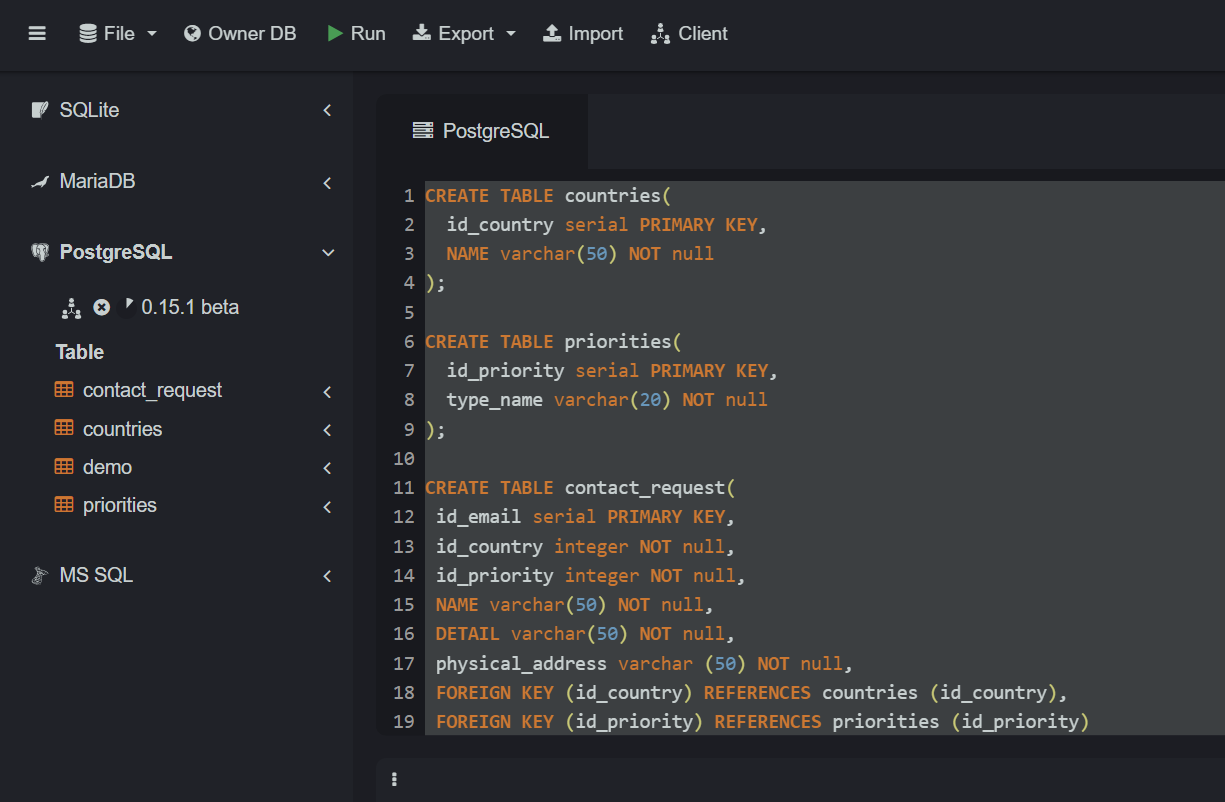 File Owner DB Run Export Import Client
SQLite
MariaDB
PostgreSQL
0.15.1 beta
Table
contact_request
countries
demo
priorities
MS SQL
PostgreSQL
1 CREATE TABLE countries(
2   id_country serial PRIMARY KEY,
3   NAME varchar(50) NOT null
4 );
5
6 CREATE TABLE priorities(
7   id_priority serial PRIMARY KEY,
8   type_name varchar(20) NOT null
9 );
10
11 CREATE TABLE contact_request(
12  id_email serial PRIMARY KEY,
13  id_country integer NOT null,
14  id_priority integer NOT null,
15  NAME varchar(50) NOT null,
16  DETAIL varchar(50) NOT null,
17  physical_address varchar (50) NOT null,
18  FOREIGN KEY (id_country) REFERENCES countries (id_country),
19  FOREIGN KEY (id_priority) REFERENCES priorities (id_priority)